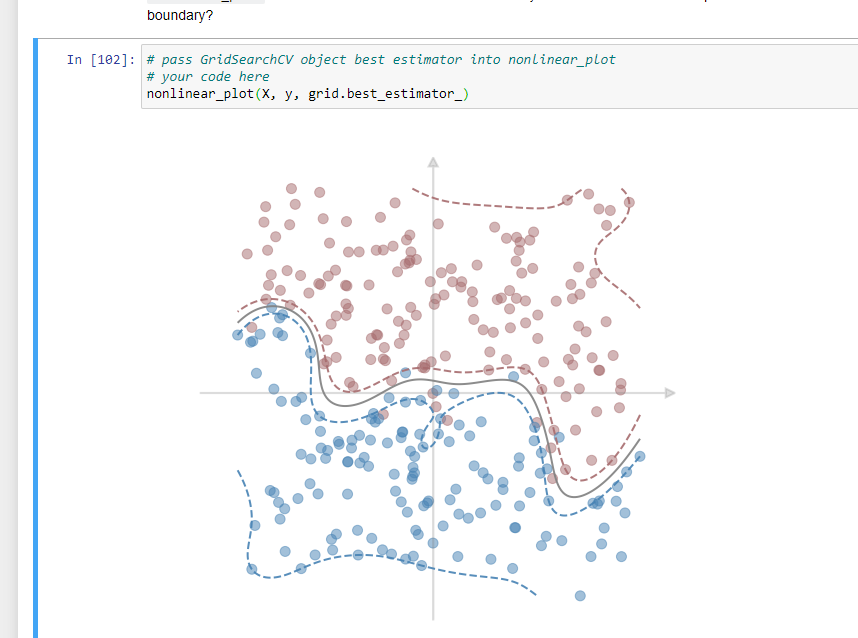 boundary?
In [102]: # pass GridSearchCV object best estimator into nonlinear_plot
# your code here
nonlinear_plot(X, y, grid.best_estimator_)